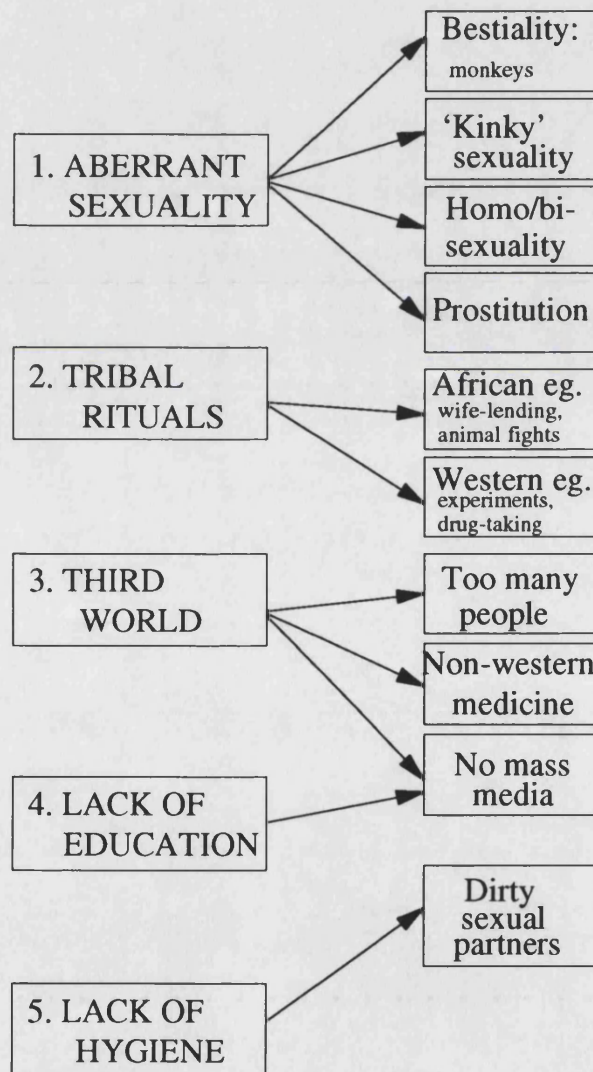 Bestiality:
monkeys
1. ABERRANT
SEXUALITY
‘Kinky’
sexuality
Homo/bi-
sexuality
Prostitution
2. TRIBAL
RITUALS
African eg.
wife-lending,
animal fights
Western eg.
experiments,
drug-taking
3. THIRD
WORLD
Too many
people
Non-western
medicine
No mass
media
4. LACK OF
EDUCATION
Dirty
sexual
partners
5. LACK OF
HYGIENE